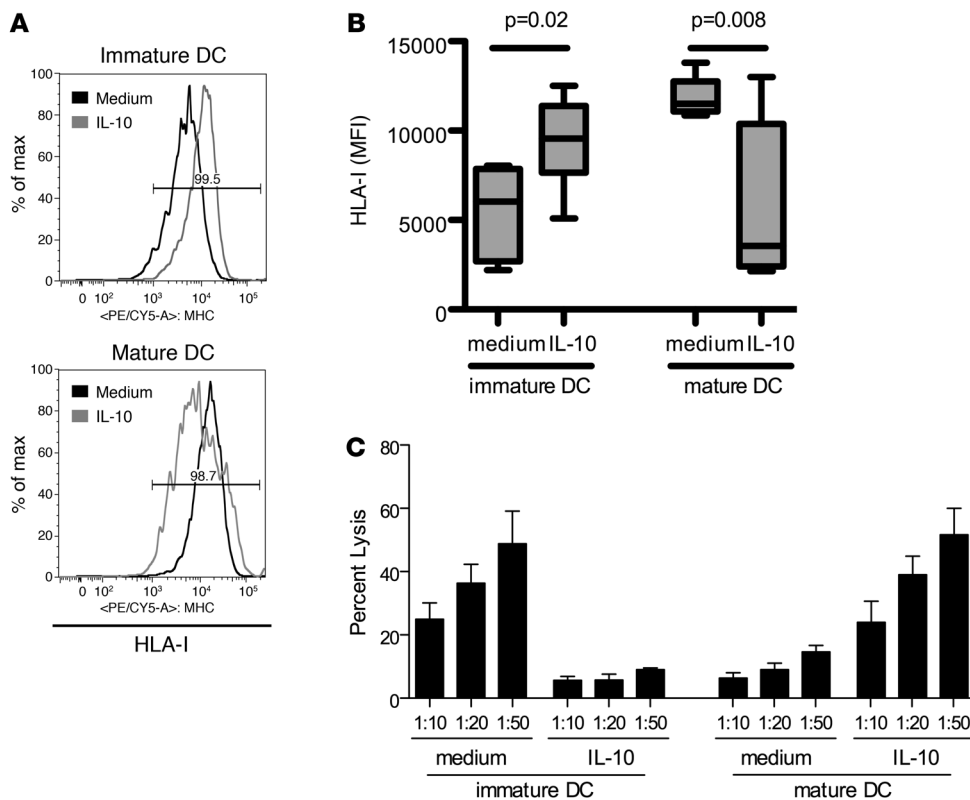 A
Immature DC
Medium
IL-10
99.5
% of max
100
80
60
40
20
0
0 10² 10³ 10⁴ 10⁵
<PE/CY5-A>: MHC
Mature DC
Medium
IL-10
98.7
% of max
100
80
60
40
20
0
0 10² 10³ 10⁴ 10⁵
<PE/CY5-A>: MHC
HLA-I
B
p=0.02 p=0.008
HLA-I (MFI)
15000
10000
5000
0
medium IL-10 medium IL-10
immature DC mature DC
C
Percent Lysis
80
60
40
20
0
1:10 1:20 1:50 1:10 1:20 1:50 1:10 1:20 1:50 1:10 1:20 1:50
medium IL-10 medium IL-10
immature DC mature DC